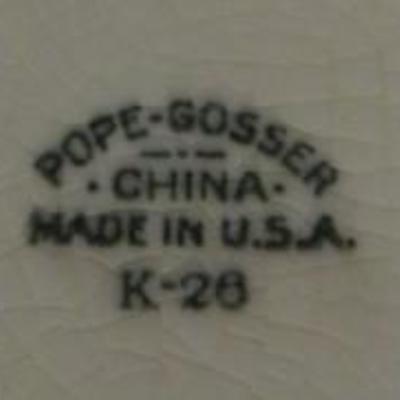 POPE-GOSSER
— · —
· CHINA ·
MADE IN U.S.A.
K-26